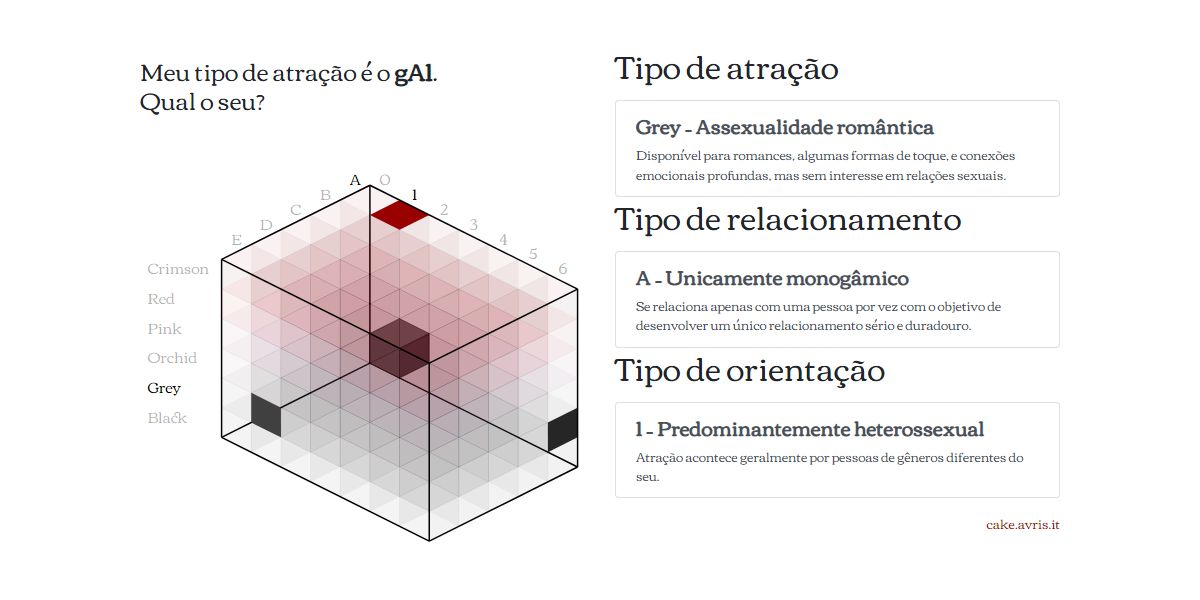 Meu tipo de atração é o gAl.
Qual o seu?
A O
B 1
C 2
D 3
E 4
5
6
Crimson
Red
Pink
Orchid
Grey
Black
Tipo de atração
Grey - Assexualidade romântica
Disponível para romances, algumas formas de toque, e conexões
emocionais profundas, mas sem interesse em relações sexuais.
Tipo de relacionamento
A - Unicamente monogâmico
Se relaciona apenas com uma pessoa por vez com o objetivo de
desenvolver um único relacionamento sério e duradouro.
Tipo de orientação
1 - Predominantemente heterossexual
Atração acontece geralmente por pessoas de gêneros diferentes do
seu.
cake.avris.it